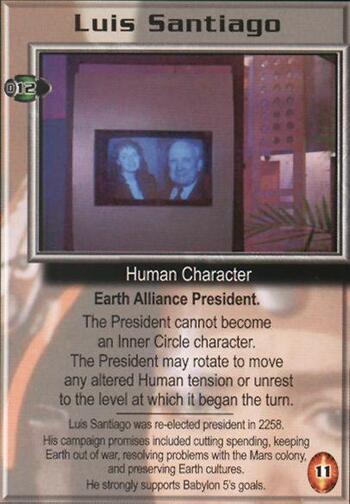 Luis Santiago
012
Human Character
Earth Alliance President.
The President cannot become
an Inner Circle character.
The President may rotate to move
any altered Human tension or unrest
to the level at which it began the turn.
Luis Santiago was re-elected president in 2258.
His campaign promises included cutting spending, keeping
Earth out of war, resolving problems with the Mars colony,
and preserving Earth cultures.
He strongly supports Babylon 5's goals.
11